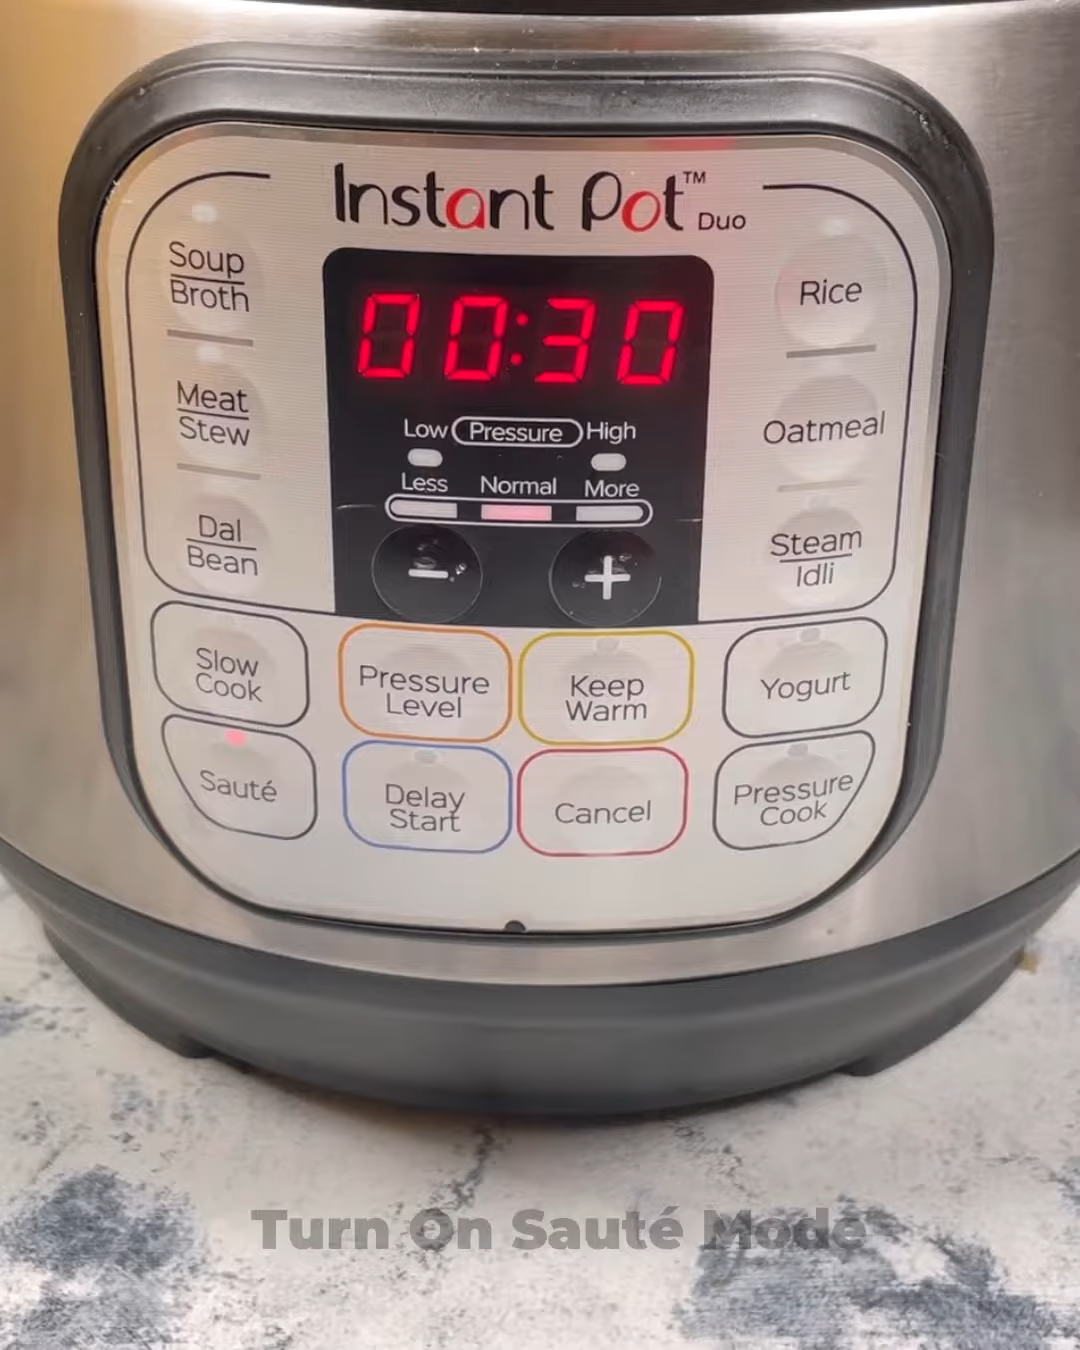 Instant Pot™ Duo
Soup
Broth
Meat
Stew
Dal
Bean
00:30
Low Pressure High
Less Normal More
- +
Rice
Oatmeal
Steam
Idli
Slow
Cook
Pressure
Level
Keep
Warm
Yogurt
Sauté
Delay
Start
Cancel
Pressure
Cook
Turn On Sauté Mode